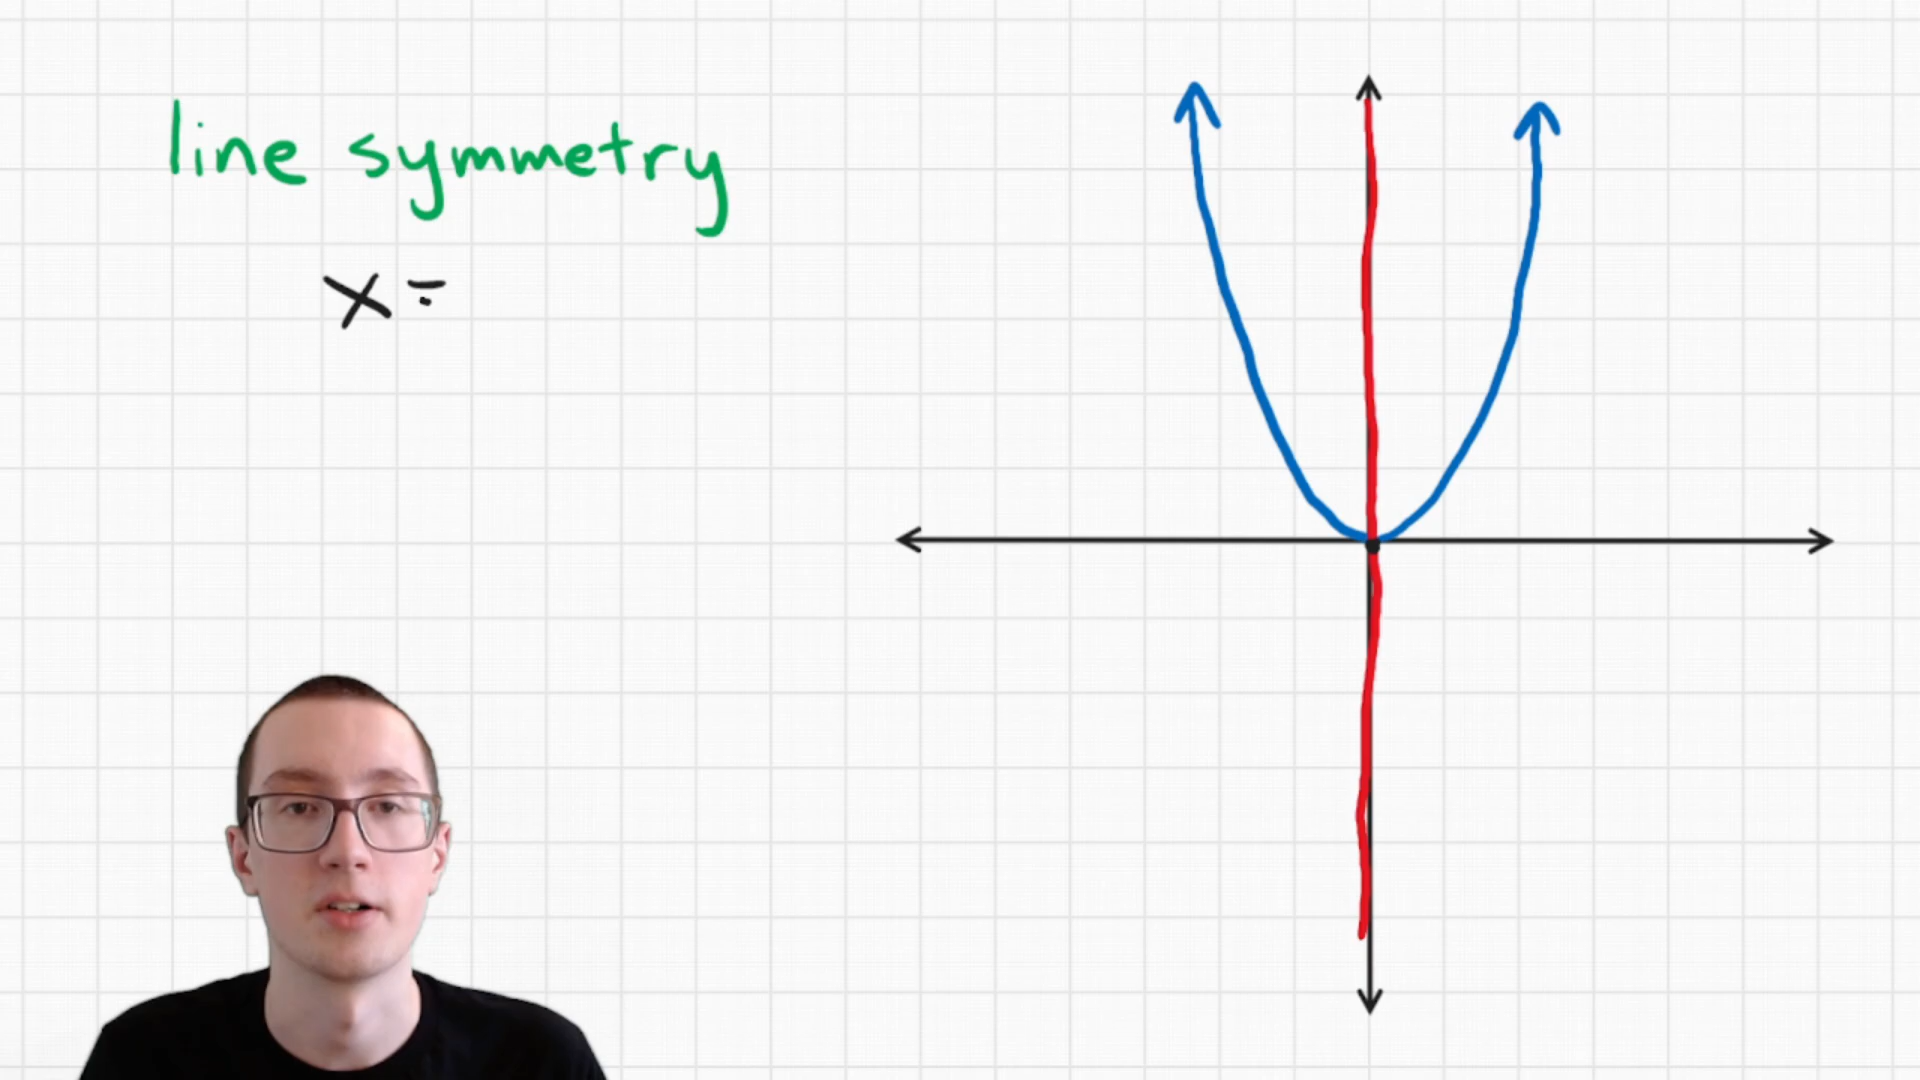 line symmetry
x =